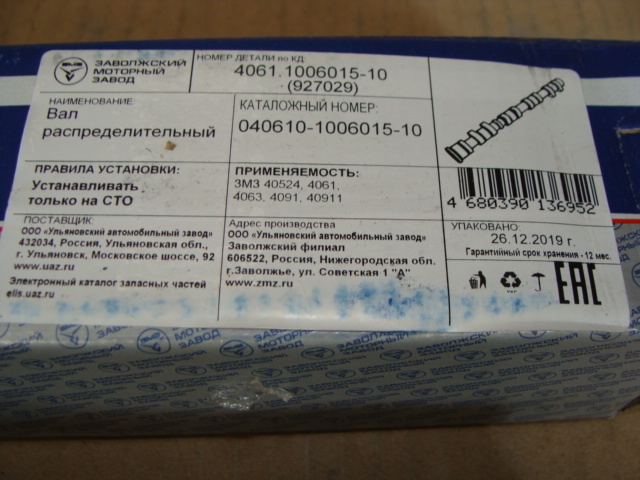 ЗАВОЛЖСКИЙ
МОТОРНЫЙ
ЗАВОД
НОМЕР ДЕТАЛИ по КД:
4061.1006015-10
(927029)
НАИМЕНОВАНИЕ:
Вал
распределительный
КАТАЛОЖНЫЙ НОМЕР:
040610-1006015-10
ПРАВИЛА УСТАНОВКИ:
Устанавливать
только на СТО
ПРИМЕНЯЕМОСТЬ:
ЗМЗ 40524, 4061,
4063, 4091, 40911
4 680390 136952
ПОСТАВЩИК:
ООО «Ульяновский автомобильный завод»
432034, Россия, Ульяновская обл.,
г. Ульяновск, Московское шоссе, 92
www.uaz.ru
Электронный каталог запасных частей
elis.uaz.ru
Адрес производства
ООО «Ульяновский автомобильный завод»
Заволжский филиал
606522, Россия, Нижегородская обл.
г.Заволжье, ул. Советская 1 "А"
www.zmz.ru
УПАКОВАНО:
26.12.2019 г.
Гарантийный срок хранения - 12 мес.
EAC
ЗАВОЛЖСКИЙ
МОТОРНЫЙ
ЗАВОД